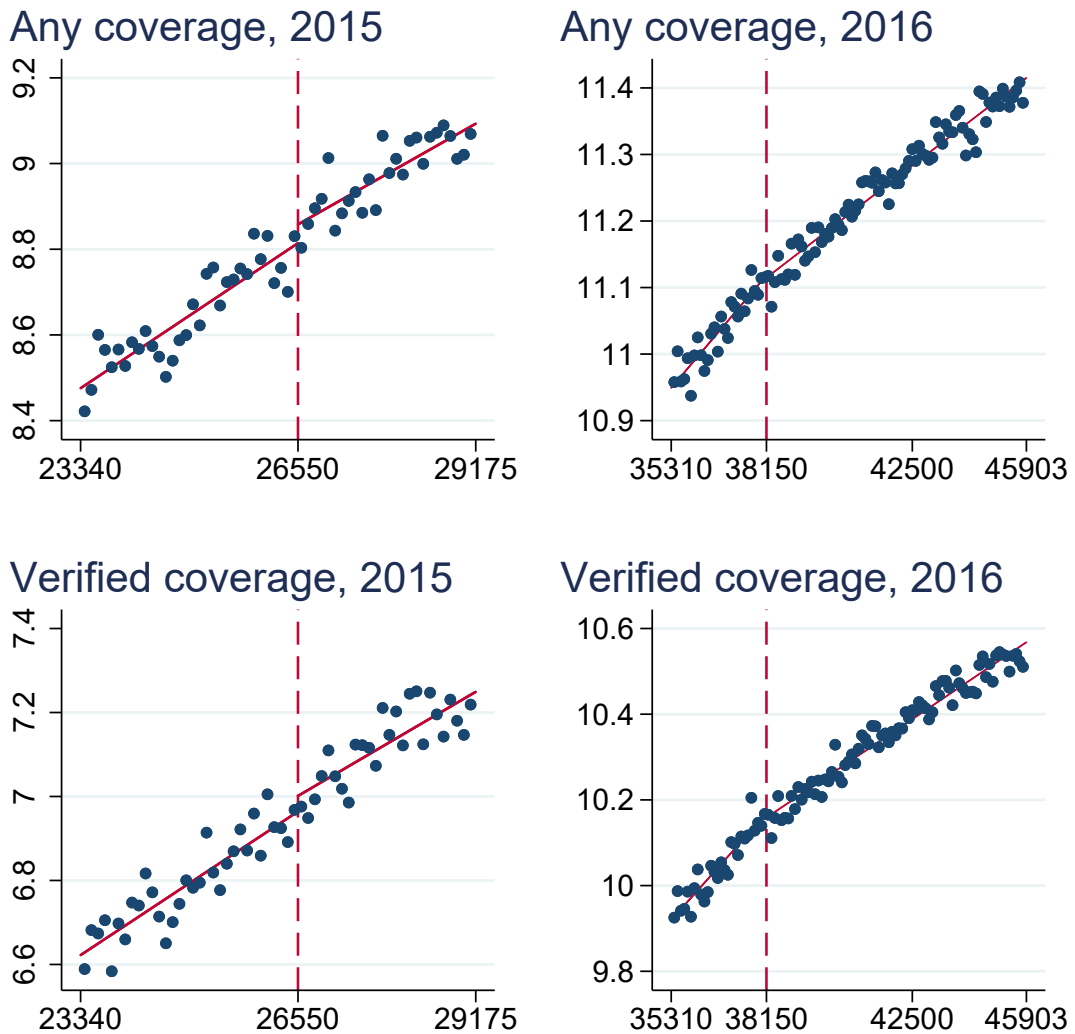 Any coverage, 2015
9.2
9
8.8
8.6
8.4
23340 26550 29175
Any coverage, 2016
11.4
11.3
11.2
11.1
11
10.9
35310 38150 42500 45903
Verified coverage, 2015
7.4
7.2
7
6.8
6.6
23340 26550 29175
Verified coverage, 2016
10.6
10.4
10.2
10
9.8
35310 38150 42500 45903